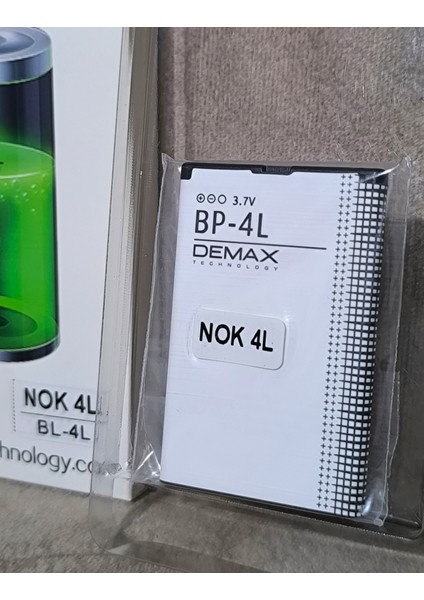 3.7V
BP-4L
DEMAX
TECHNOLOGY
NOK 4L
NOK 4L
BL-4L
hnology.co